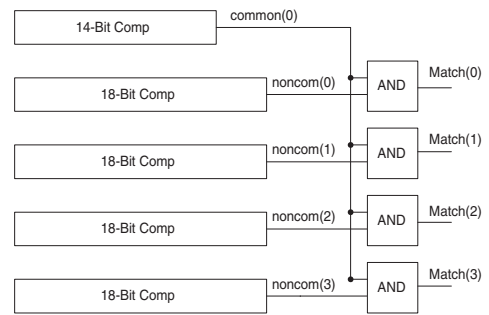 common(0)
14-Bit Comp
noncom(0)
18-Bit Comp
AND
Match(0)
noncom(1)
18-Bit Comp
AND
Match(1)
noncom(2)
18-Bit Comp
AND
Match(2)
noncom(3)
18-Bit Comp
AND
Match(3)